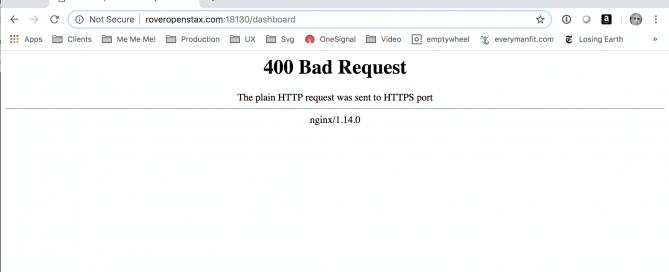 Not Secure | roveropenstax.com:18130/dashboard
Apps Clients Me Me Me! Production UX Svg OneSignal Video emptywheel everymanfit.com Losing Earth
400 Bad Request
The plain HTTP request was sent to HTTPS port
nginx/1.14.0